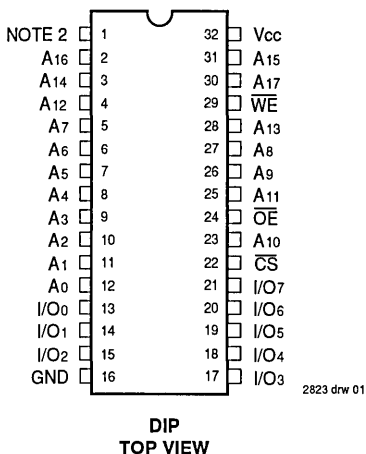 NOTE 2 1 32 Vcc
A16 2 31 A15
A14 3 30 A17
A12 4 29 W̅E̅
A7 5 28 A13
A6 6 27 A8
A5 7 26 A9
A4 8 25 A11
A3 9 24 O̅E̅
A2 10 23 A10
A1 11 22 C̅S̅
A0 12 21 I/O7
I/O0 13 20 I/O6
I/O1 14 19 I/O5
I/O2 15 18 I/O4
GND 16 17 I/O3
2823 drw 01
DIP
TOP VIEW